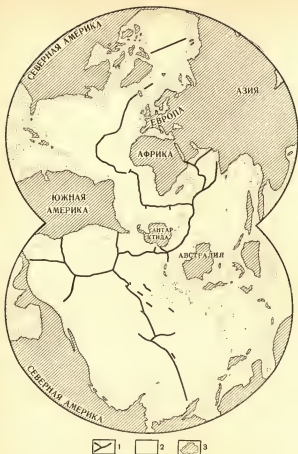 СЕВЕРНАЯ АМЕРИКА
АЗИЯ
ЕВРОПА
АФРИКА
ЮЖНАЯ
АМЕРИКА
АНТАР
КТИДА
АВСТРАЛИЯ
СЕВЕРНАЯ АМЕРИКА
1 2 3